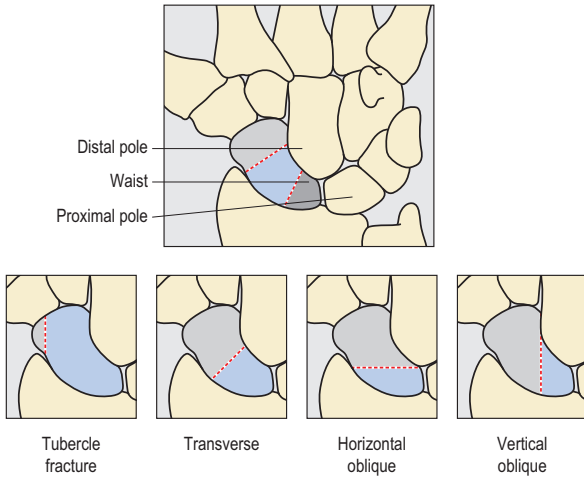 Distal pole
Waist
Proximal pole
Tubercle
fracture
Transverse
Horizontal
oblique
Vertical
oblique